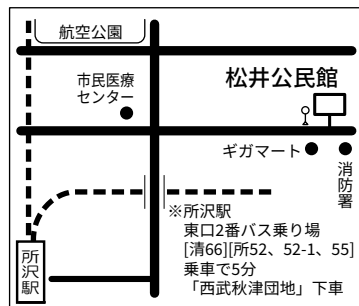 航空公園
市民医療
センター
松井公民館
ギガマート
消防署
※所沢駅
東口2番バス乗り場
[清66][所52、52-1、55]
乗車で5分
「西武秋津団地」下車
所沢駅